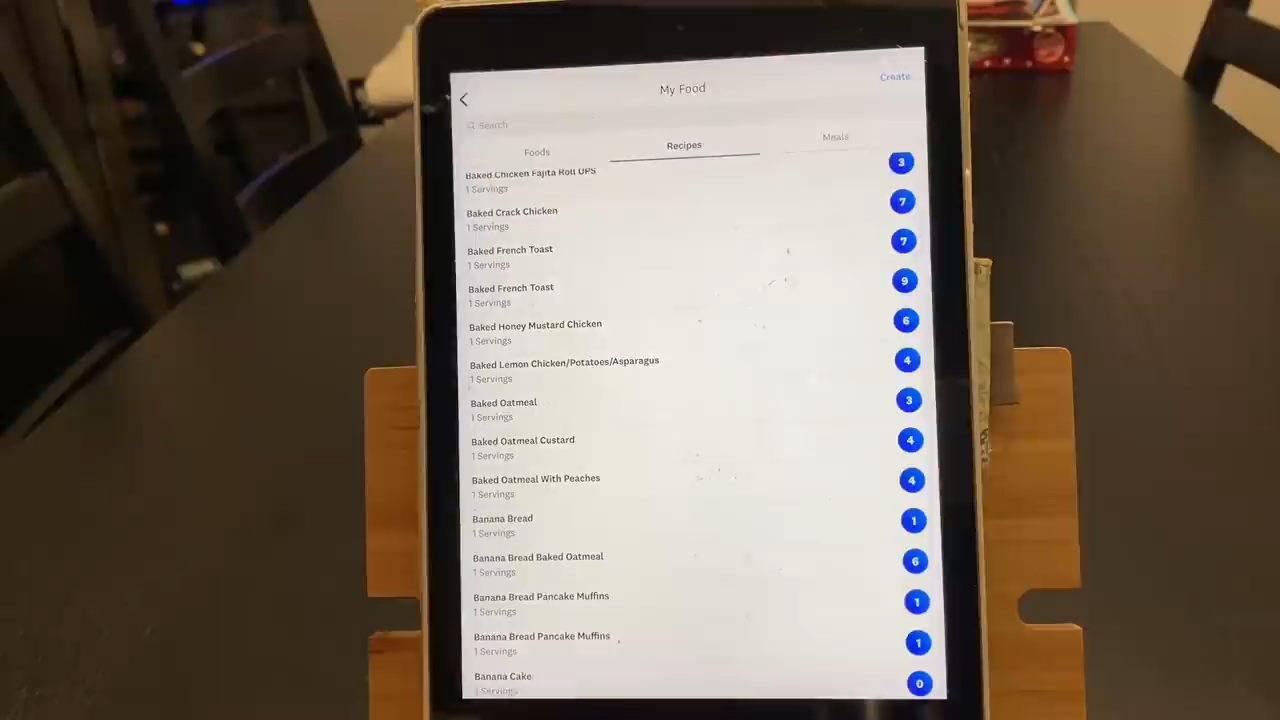 My Food
Create
Search
Foods
Recipes
Meals
Baked Chicken Fajita Roll UPS
3
1 Servings
Baked Crack Chicken
7
1 Servings
Baked French Toast
7
1 Servings
Baked French Toast
9
1 Servings
Baked Honey Mustard Chicken
6
1 Servings
Baked Lemon Chicken/Potatoes/Asparagus
4
1 Servings
Baked Oatmeal
3
1 Servings
Baked Oatmeal Custard
4
1 Servings
Baked Oatmeal With Peaches
4
1 Servings
Banana Bread
1
1 Servings
Banana Bread Baked Oatmeal
6
1 Servings
Banana Bread Pancake Muffins
1
1 Servings
Banana Bread Pancake Muffins
1
1 Servings
Banana Cake
0
1 Servings